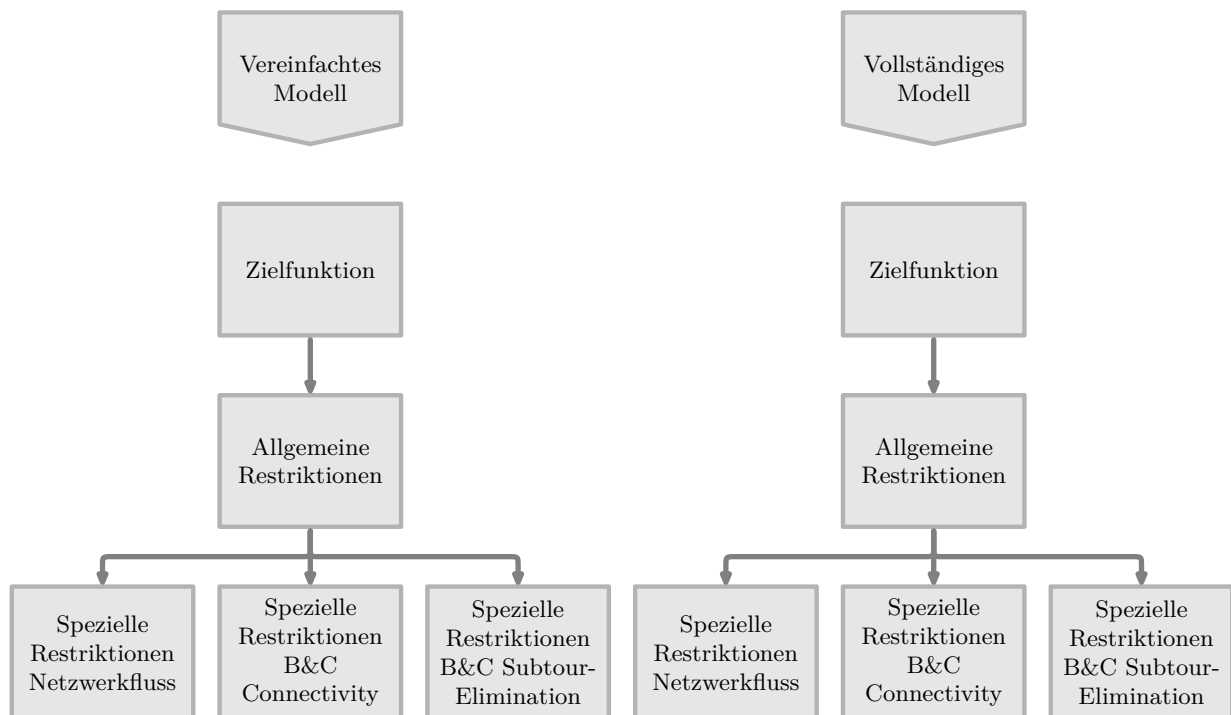 Vereinfachtes
Modell
Vollständiges
Modell
Zielfunktion
Zielfunktion
Allgemeine
Restriktionen
Allgemeine
Restriktionen
Spezielle
Restriktionen
Netzwerkfluss
Spezielle
Restriktionen
B&C
Connectivity
Spezielle
Restriktionen
B&C Subtour-
Elimination
Spezielle
Restriktionen
Netzwerkfluss
Spezielle
Restriktionen
B&C
Connectivity
Spezielle
Restriktionen
B&C Subtour-
Elimination